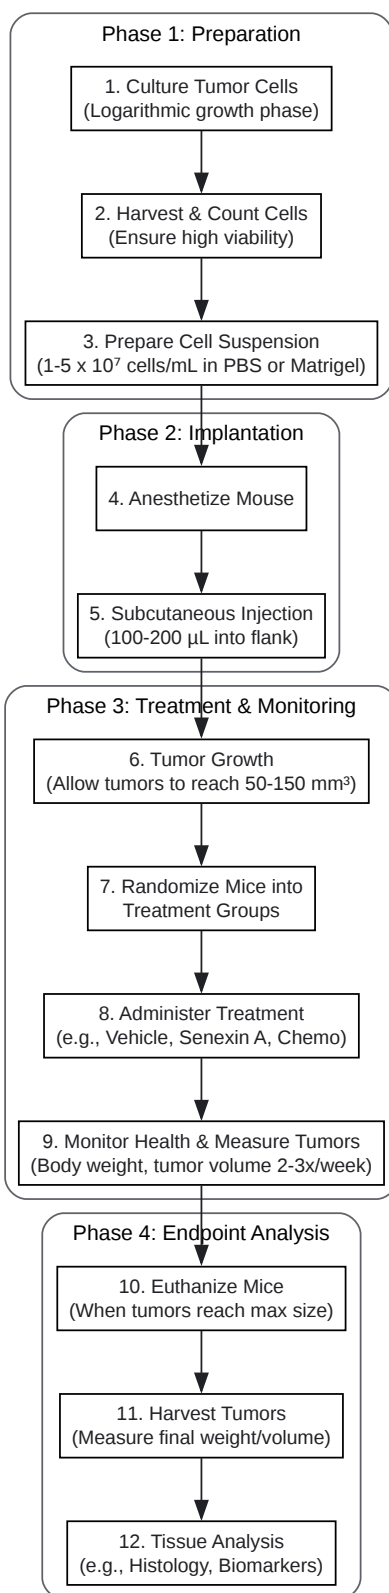 Phase 1: Preparation
1. Culture Tumor Cells
(Logarithmic growth phase)
2. Harvest & Count Cells
(Ensure high viability)
3. Prepare Cell Suspension
(1-5 x 10⁷ cells/mL in PBS or Matrigel)
Phase 2: Implantation
4. Anesthetize Mouse
5. Subcutaneous Injection
(100-200 µL into flank)
Phase 3: Treatment & Monitoring
6. Tumor Growth
(Allow tumors to reach 50-150 mm³)
7. Randomize Mice into
Treatment Groups
8. Administer Treatment
(e.g., Vehicle, Senexin A, Chemo)
9. Monitor Health & Measure Tumors
(Body weight, tumor volume 2-3x/week)
Phase 4: Endpoint Analysis
10. Euthanize Mice
(When tumors reach max size)
11. Harvest Tumors
(Measure final weight/volume)
12. Tissue Analysis
(e.g., Histology, Biomarkers)